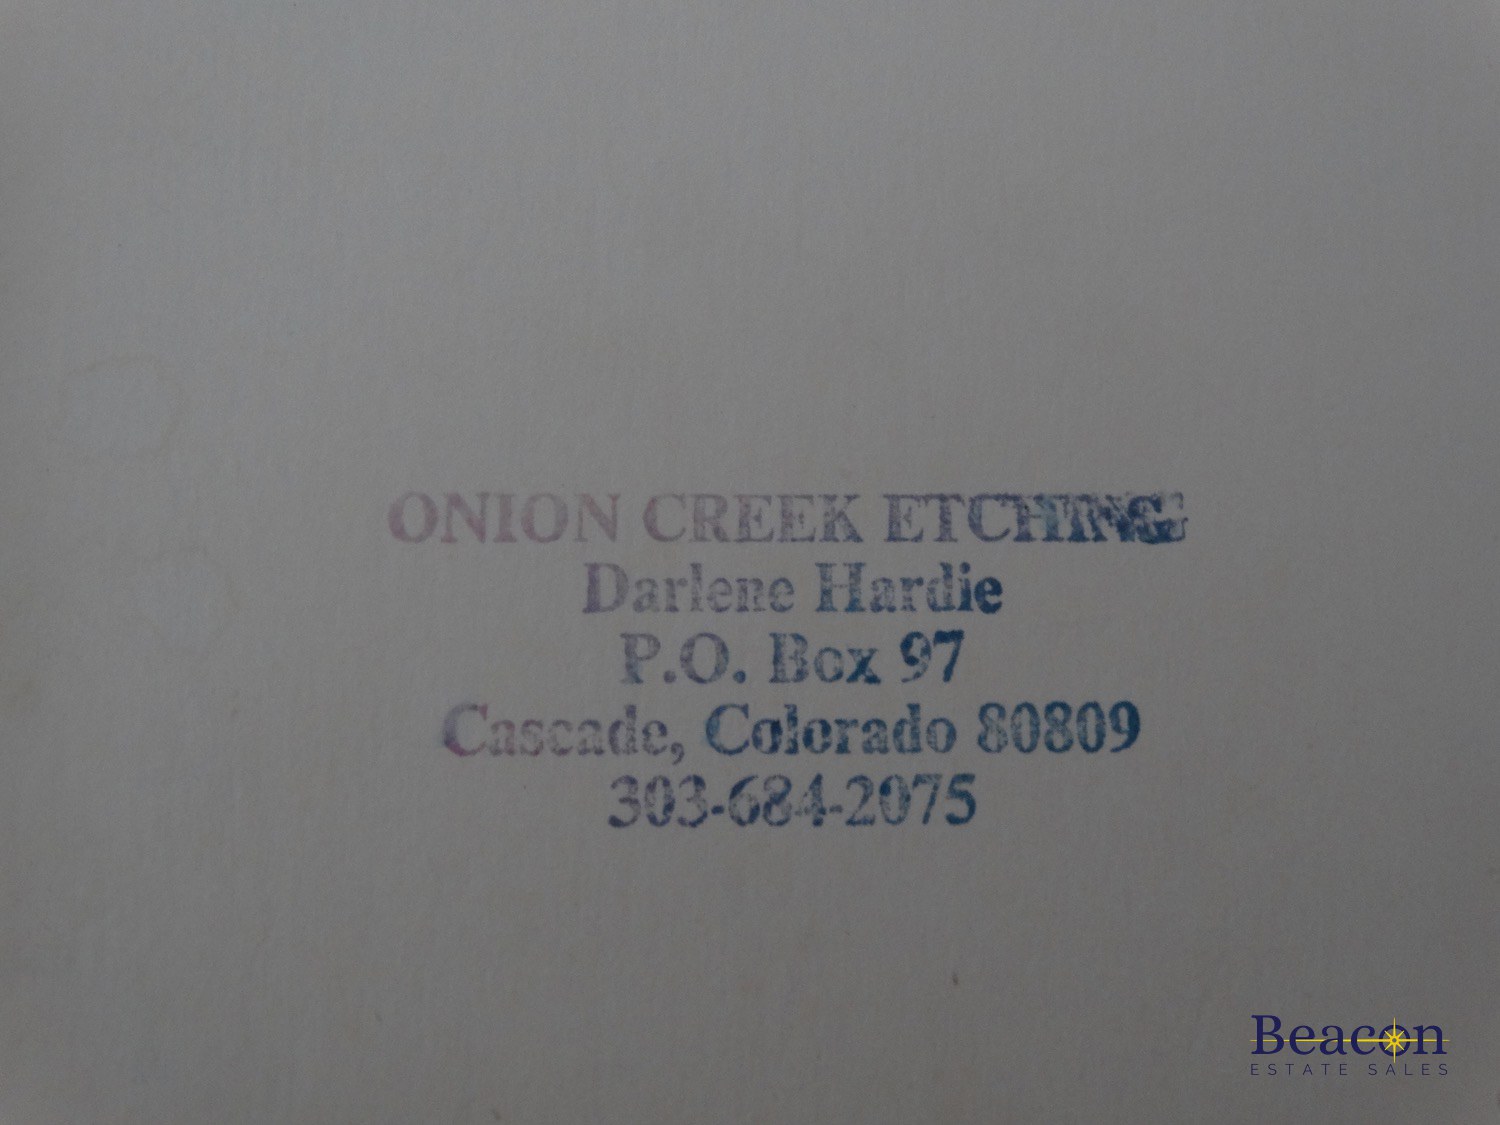 ONION CREEK ETCHING
Darlene Hardie
P.O. Box 97
Cascade, Colorado 80809
303-684-2075
Beacon
ESTATE SALES